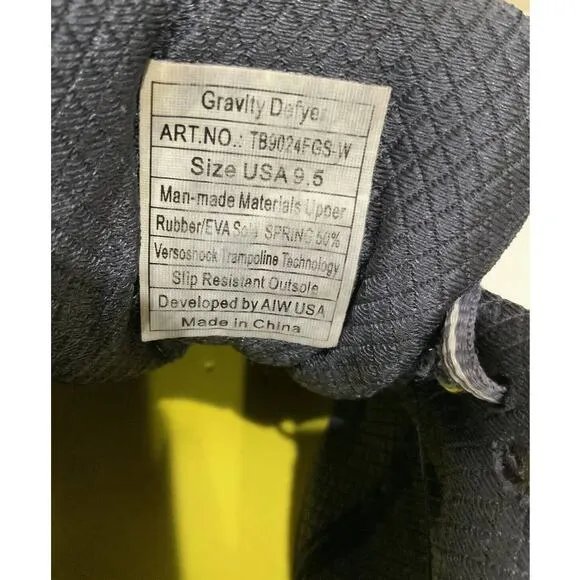 Gravity Defyer
ART.NO.: TB9024FGS-W
Size USA 9.5
Man-made Materials Upper
Rubber/EVA Sole SPRING 50%
Versoshock Trampoline Technology
Slip Resistant Outsole
Developed by AIW USA
Made in China